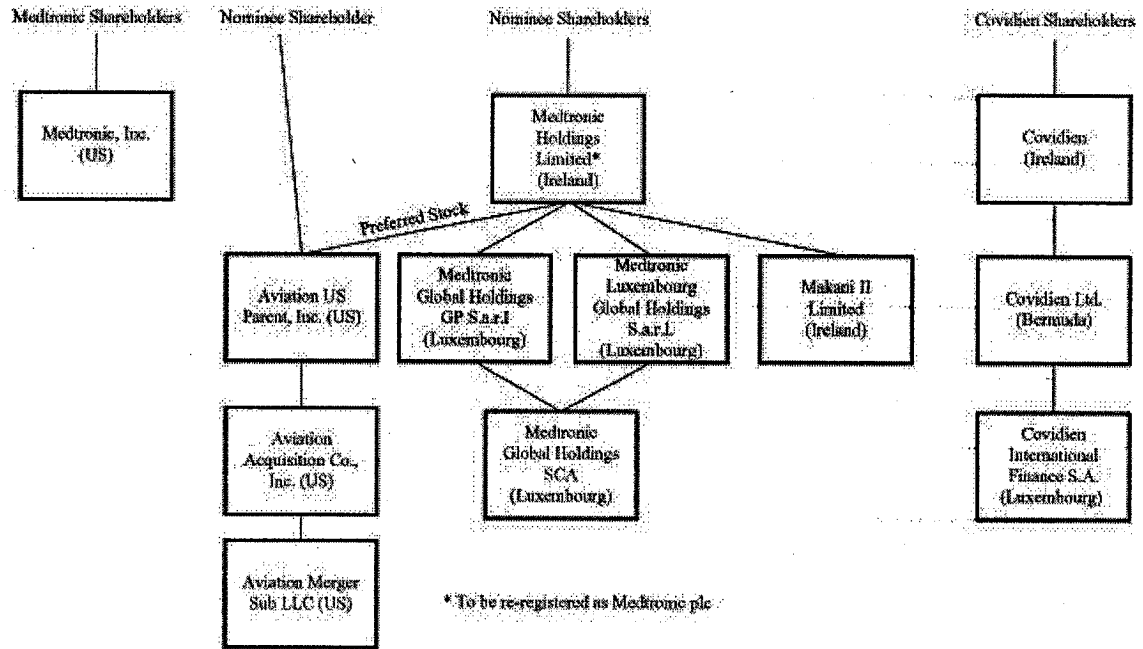 Medtronic Shareholders
Nominee Shareholder
Nominee Shareholders
Covidien Shareholders
Medtronic, Inc.
(US)
Medtronic
Holdings
Limited*
(Ireland)
Covidien
(Ireland)
Preferred Stock
Aviation US
Parent, Inc. (US)
Medtronic
Global Holdings
GP S.a.r.l
(Luxembourg)
Medtronic
Luxembourg
Global Holdings
S.a.r.L
(Luxembourg)
Makani II
Limited
(Ireland)
Covidien Ltd.
(Bermuda)
Aviation
Acquisition Co.,
Inc. (US)
Medtronic
Global Holdings
SCA
(Luxembourg)
Covidien
International
Finance S.A.
(Luxembourg)
Aviation Merger
Sub LLC (US)
* To be re-registered as Medtronic plc